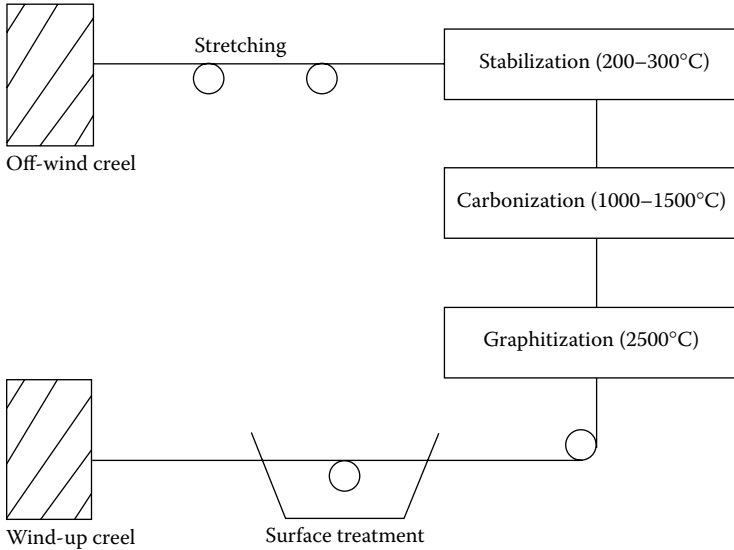 Stretching
Stabilization (200–300°C)
Off-wind creel
Carbonization (1000–1500°C)
Graphitization (2500°C)
Wind-up creel
Surface treatment